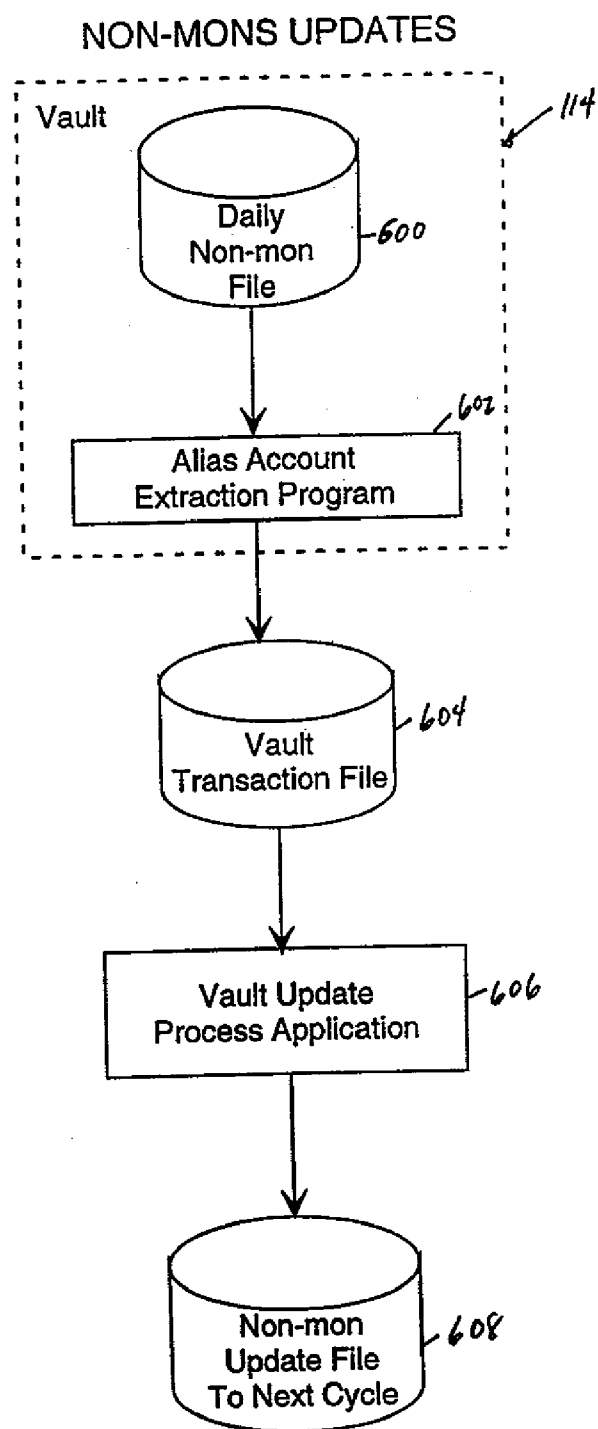 NON-MONS UPDATES
Vault
114
Daily
Non-mon
File
600
602
Alias Account
Extraction Program
604
Vault
Transaction File
Vault Update
Process Application
606
Non-mon
Update File
To Next Cycle
608